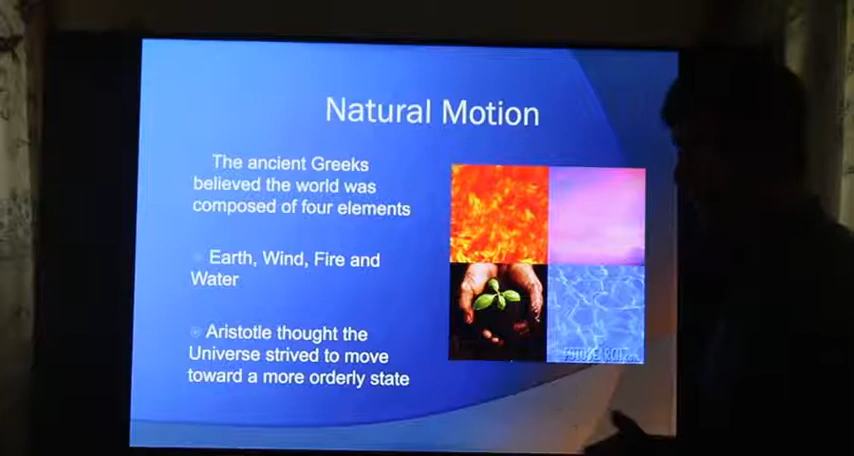 Natural Motion
The ancient Greeks
believed the world was
composed of four elements
Earth, Wind, Fire and
Water
Aristotle thought the
Universe strived to move
toward a more orderly state